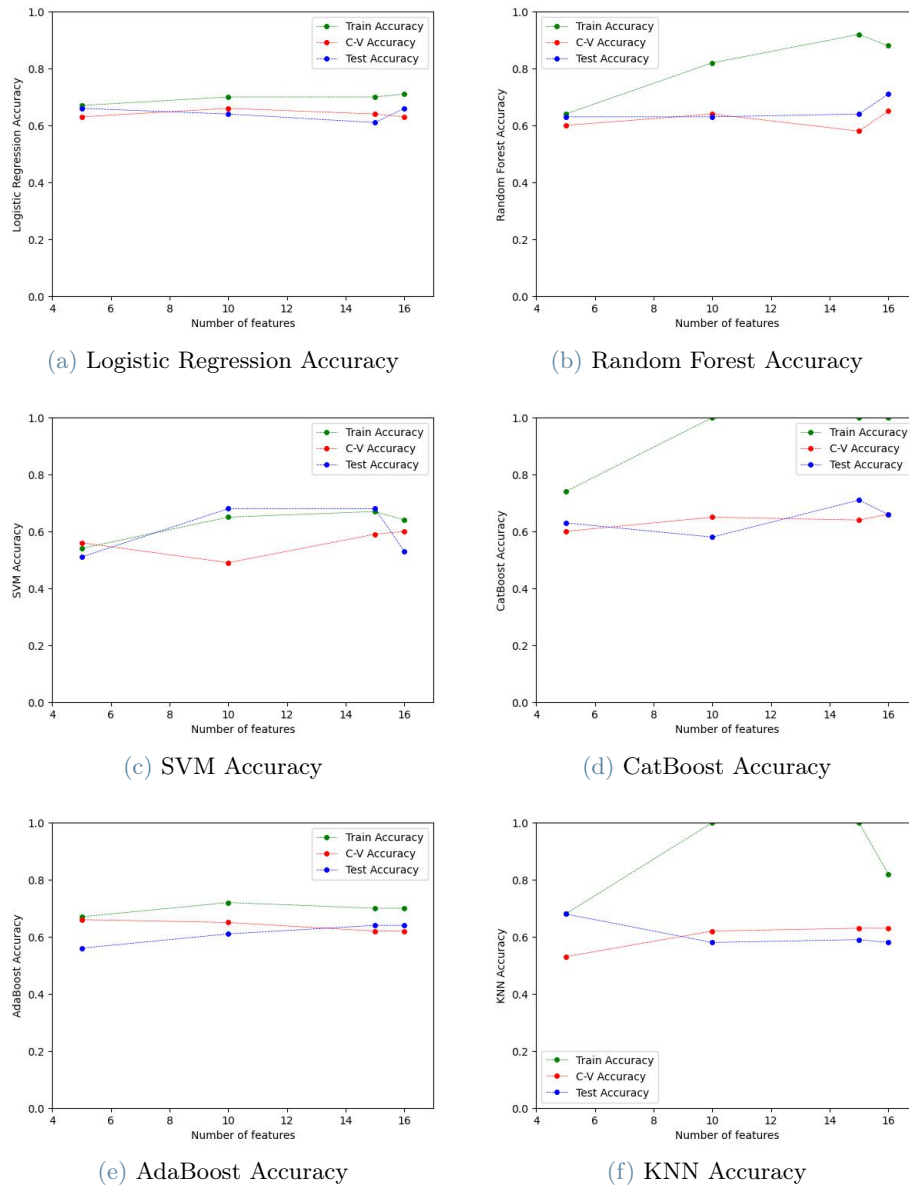 1.0
0.8
0.6
0.4
0.2
0.0
Logistic Regression Accuracy
Train Accuracy
C-V Accuracy
Test Accuracy
4 6 8 10 12 14 16
Number of features
(a) Logistic Regression Accuracy
1.0
0.8
0.6
0.4
0.2
0.0
Random Forest Accuracy
Train Accuracy
C-V Accuracy
Test Accuracy
4 6 8 10 12 14 16
Number of features
(b) Random Forest Accuracy
1.0
0.8
0.6
0.4
0.2
0.0
SVM Accuracy
Train Accuracy
C-V Accuracy
Test Accuracy
4 6 8 10 12 14 16
Number of features
(c) SVM Accuracy
1.0
0.8
0.6
0.4
0.2
0.0
CatBoost Accuracy
Train Accuracy
C-V Accuracy
Test Accuracy
4 6 8 10 12 14 16
Number of features
(d) CatBoost Accuracy
1.0
0.8
0.6
0.4
0.2
0.0
AdaBoost Accuracy
Train Accuracy
C-V Accuracy
Test Accuracy
4 6 8 10 12 14 16
Number of features
(e) AdaBoost Accuracy
1.0
0.8
0.6
0.4
0.2
0.0
KNN Accuracy
Train Accuracy
C-V Accuracy
Test Accuracy
4 6 8 10 12 14 16
Number of features
(f) KNN Accuracy